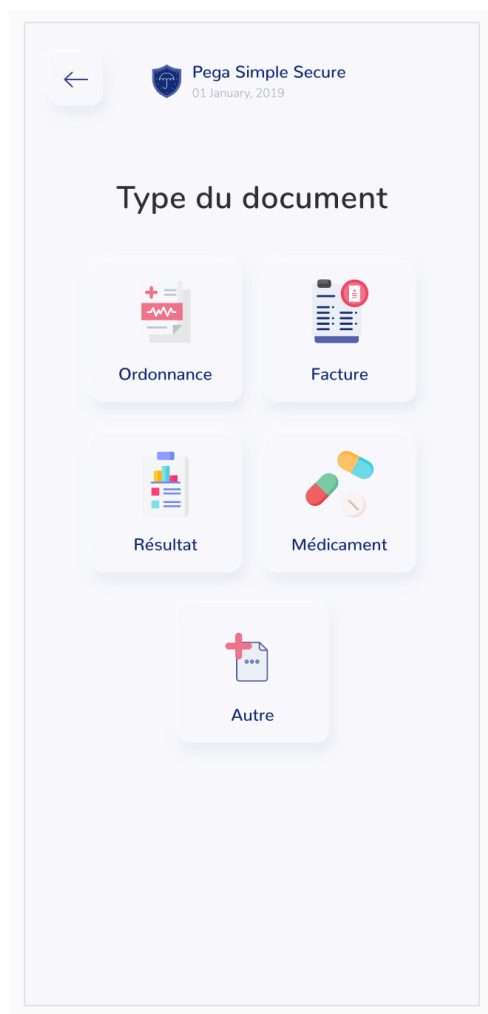 Pega Simple Secure
01 January, 2019
Type du document
Ordonnance
Facture
Résultat
Médicament
Autre